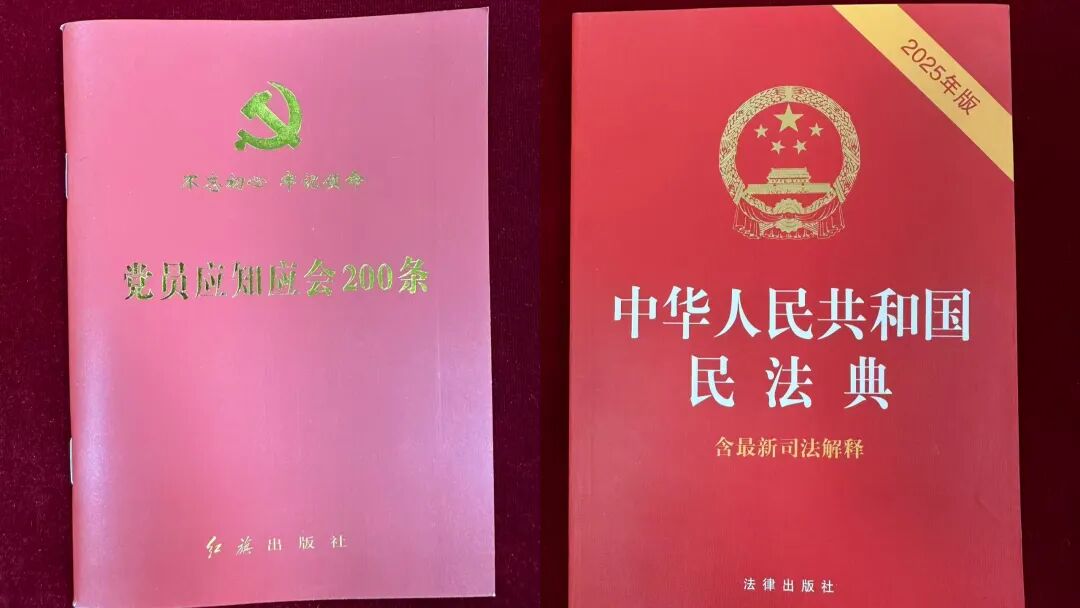 不忘初心 牢记使命
党员应知应会200条
红旗出版社
2025年版
中华人民共和国
民法典
含最新司法解释
法律出版社